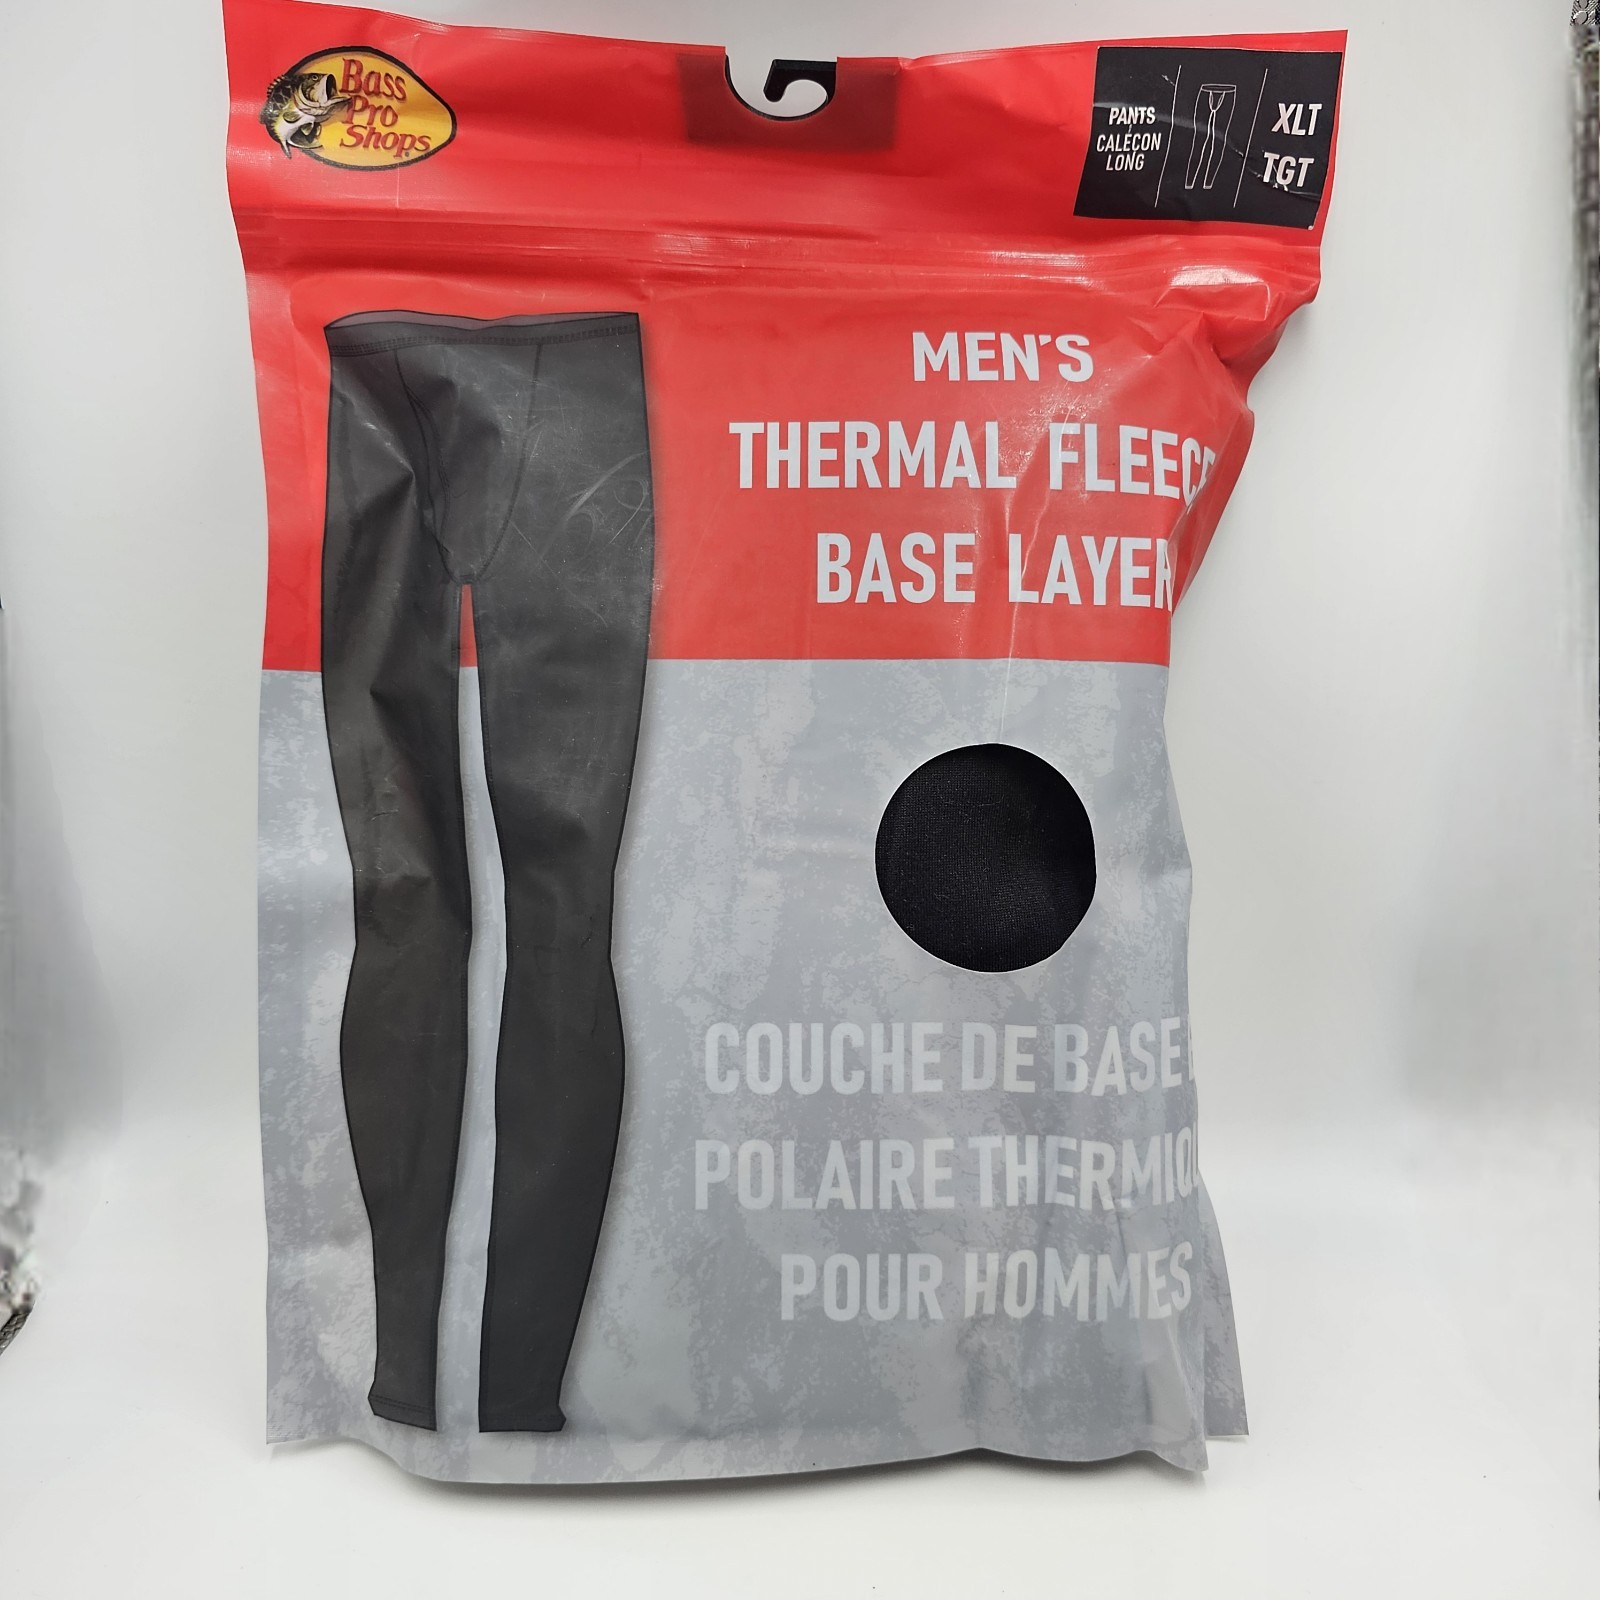 Bass
Pro
Shops
PANTS
CALEÇON
LONG
XLT
TGT
MEN'S
THERMAL FLEECE
BASE LAYER
COUCHE DE BASE
POLAIRE
POUR HOMMES